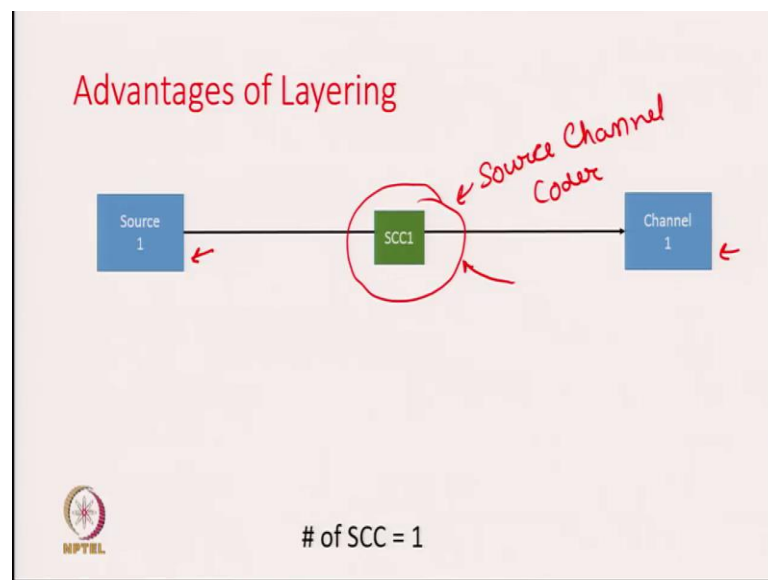 Advantages of Layering
Source Channel
Coder
Source
1
SCC1
Channel
1
NPTEL
# of SCC = 1